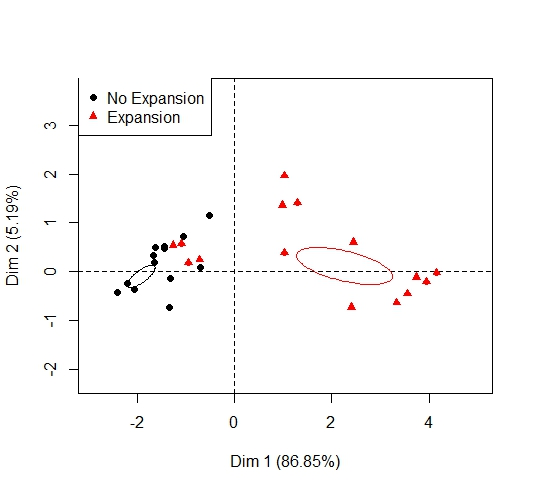 No Expansion
Expansion
Dim 2 (5.19%)
3
2
1
0
-1
-2
-2
0
2
4
Dim 1 (86.85%)